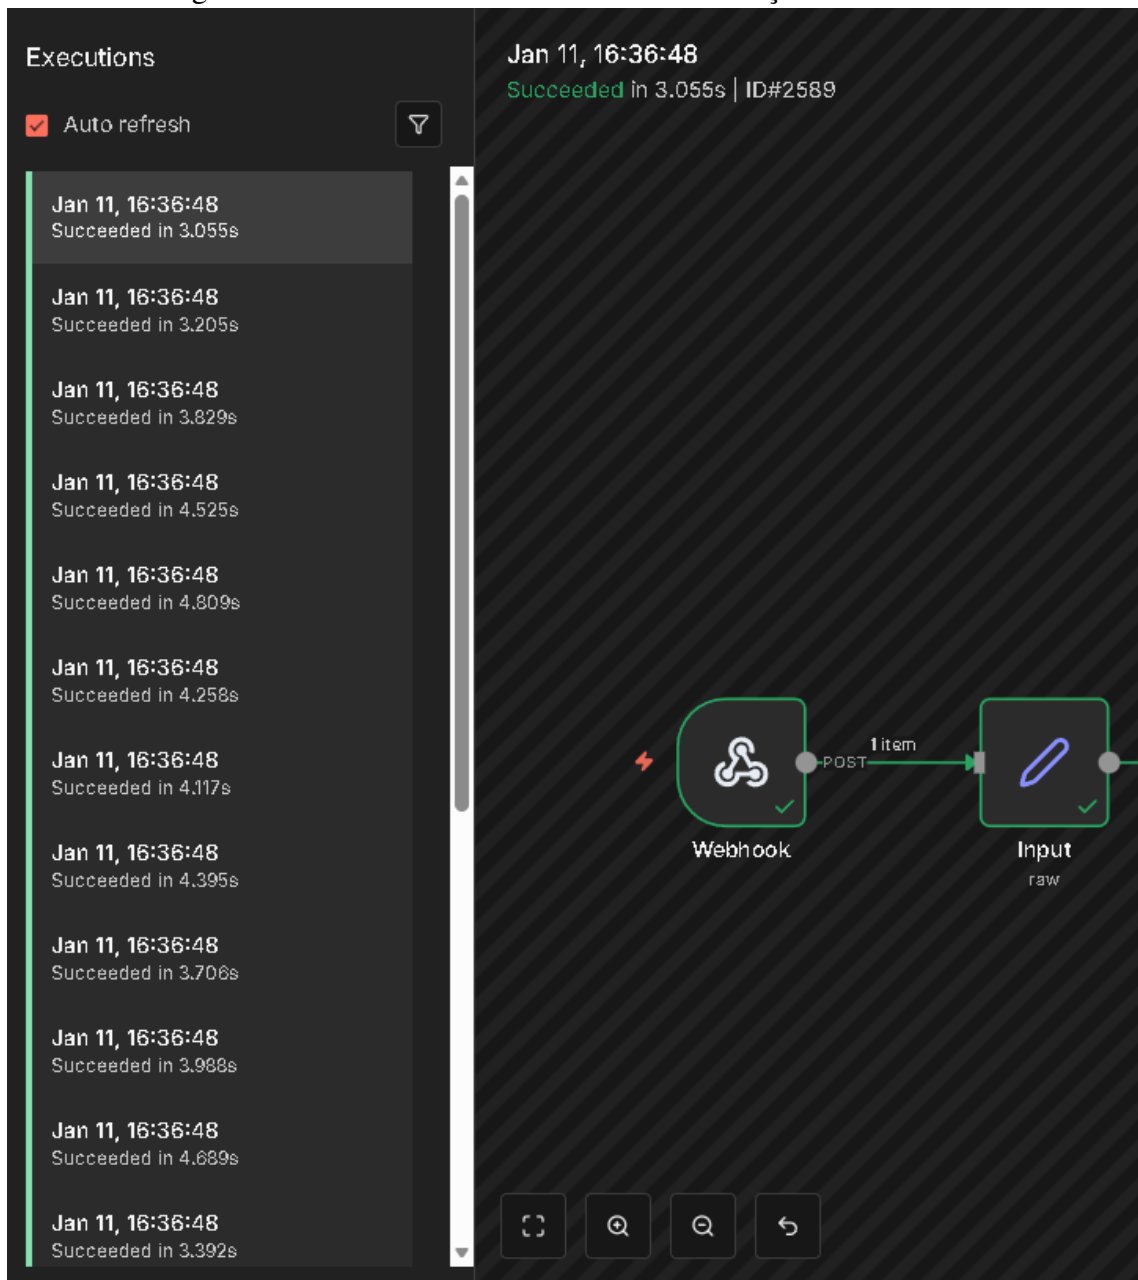 Executions
Auto refresh
Jan 11, 16:36:48
Succeeded in 3.055s
Jan 11, 16:36:48
Succeeded in 3.205s
Jan 11, 16:36:48
Succeeded in 3.829s
Jan 11, 16:36:48
Succeeded in 4.525s
Jan 11, 16:36:48
Succeeded in 4.809s
Jan 11, 16:36:48
Succeeded in 4.258s
Jan 11, 16:36:48
Succeeded in 4.117s
Jan 11, 16:36:48
Succeeded in 4.395s
Jan 11, 16:36:48
Succeeded in 3.706s
Jan 11, 16:36:48
Succeeded in 3.988s
Jan 11, 16:36:48
Succeeded in 4.689s
Jan 11, 16:36:48
Succeeded in 3.392s
Jan 11, 16:36:48
Succeeded in 3.055s | ID#2589
POST
1 item
Webhook
Input
raw